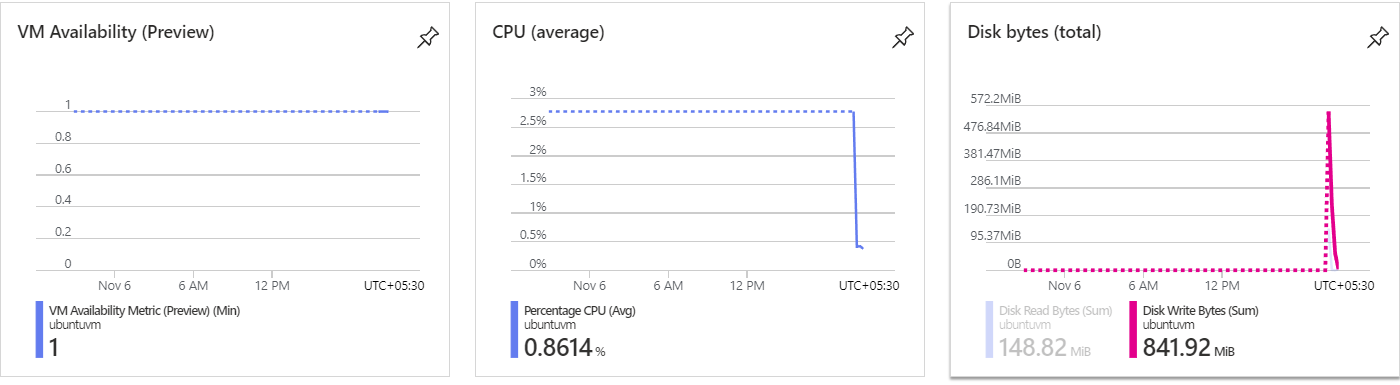 VM Availability (Preview)
1
0.8
0.6
0.4
0.2
0
Nov 6 6 AM 12 PM UTC+05:30
VM Availability Metric (Preview) (Min)
ubuntuvm
1
CPU (average)
3%
2.5%
2%
1.5%
1%
0.5%
0%
Nov 6 6 AM 12 PM UTC+05:30
Percentage CPU (Avg)
ubuntuvm
0.8614 %
Disk bytes (total)
572.2MiB
476.84MiB
381.47MiB
286.1MiB
190.73MiB
95.37MiB
0B
Nov 6 6 AM 12 PM UTC+05:30
Disk Read Bytes (Sum)
ubuntuvm
148.82 MiB
Disk Write Bytes (Sum)
ubuntuvm
841.92 MiB